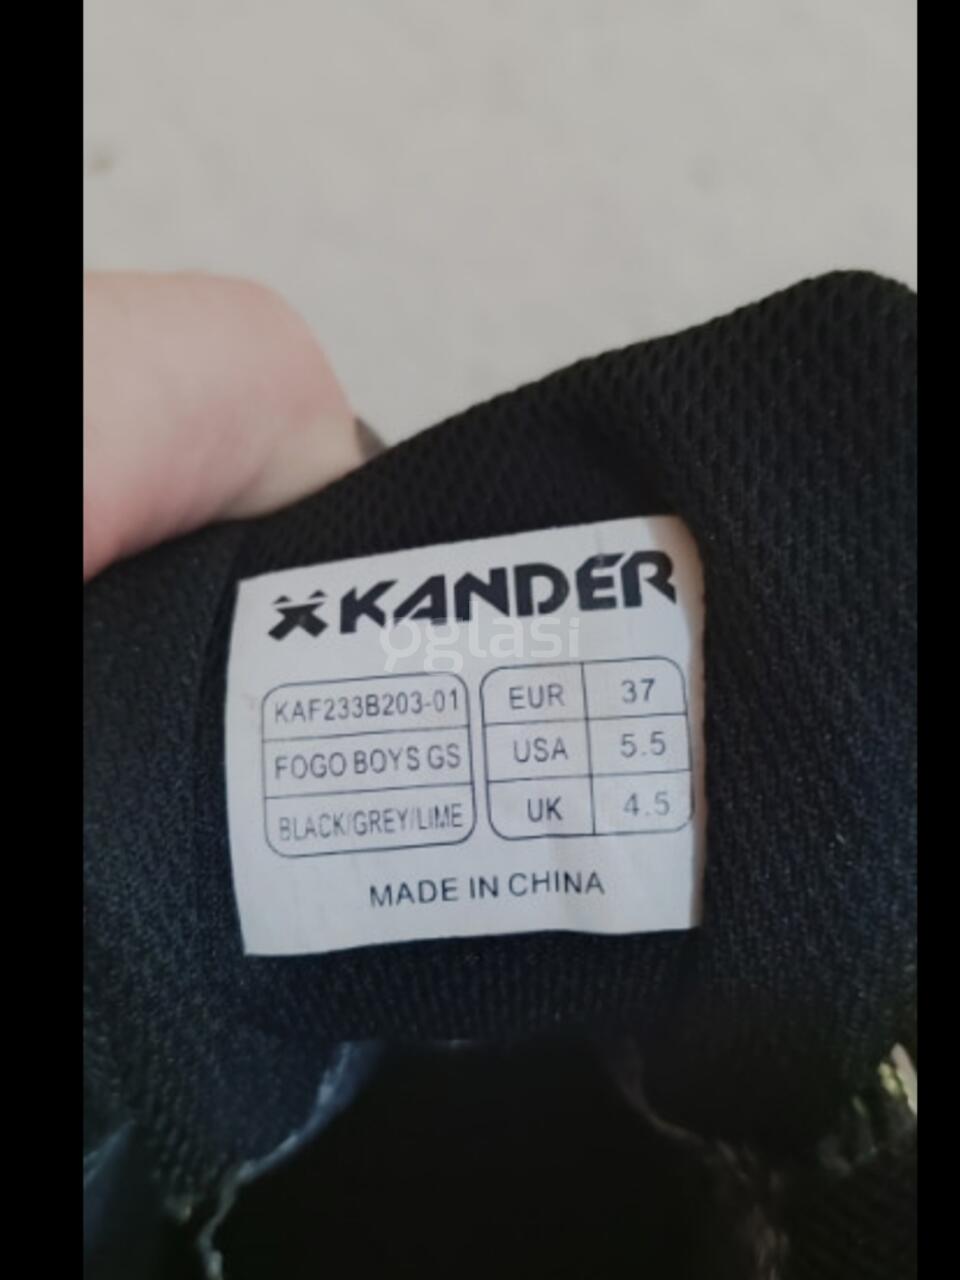 KANDER
oglasi
KAF233B203-01
FOGO BOYS GS
BLACK/GREY/LIME
EUR 37
USA 5.5
UK 4.5
MADE IN CHINA